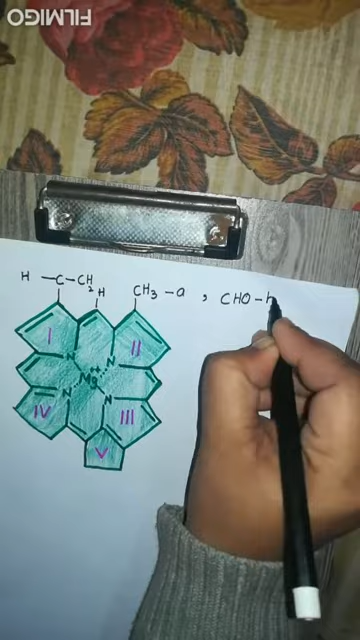 FILMIGO
H -C-CH2 CH3 -a , CHO-
H
I
II
N N
Mg++
N N
IV
III
V